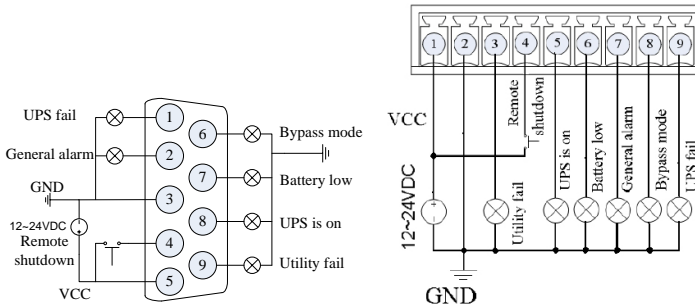 UPS fail
1
6
Bypass mode
General alarm
2
7
Battery low
GND
3
12~24VDC
8
UPS is on
Remote
shutdown
4
9
Utility fail
VCC
5
1 2 3 4 5 6 7 8 9
VCC
Remote
shutdown
12~24VDC
Utility fail
UPS is on
Battery low
General alarm
Bypass mode
UPS fail
GND